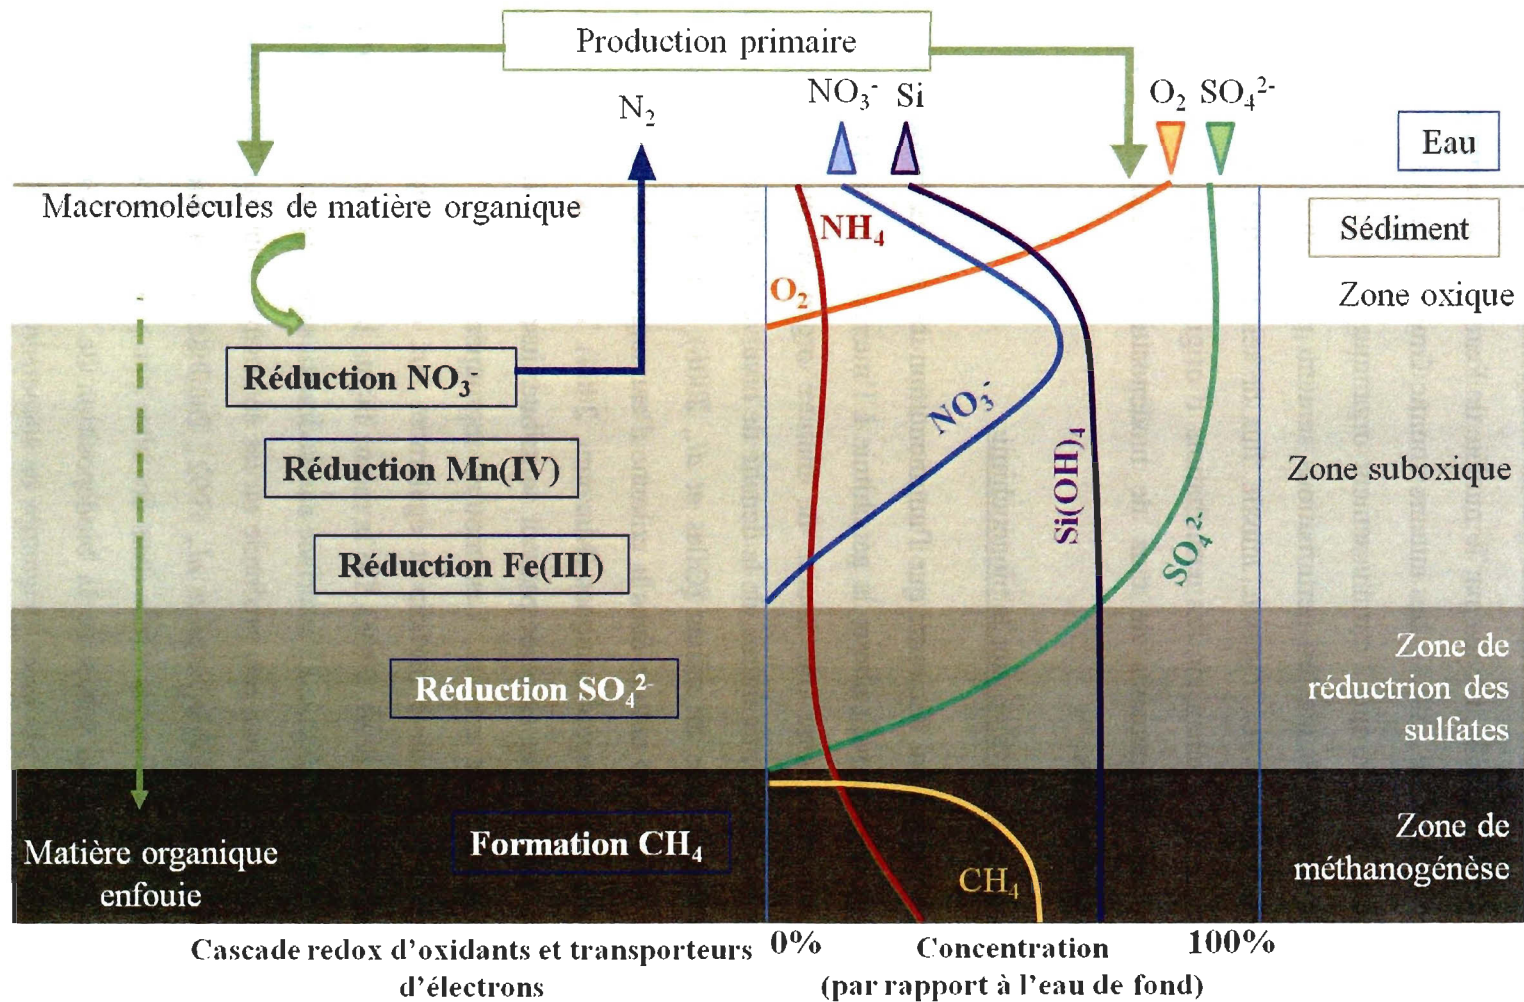 Production primaire
N₂
NO₃⁻
Si
O₂
SO₄²⁻
Eau
Macromolécules de matière organique
NH₄
O₂
Sédiment
Zone oxique
Réduction NO₃⁻
NO₃⁻
Réduction Mn(IV)
Si(OH)₄
Zone suboxique
SO₄²⁻
Réduction Fe(III)
Réduction SO₄²⁻
Zone de
réductrion des
sulfates
Formation CH₄
CH₄
Matière organique
enfouie
Zone de
méthanogénèse
Cascade redox d'oxidants et transporteurs
d'électrons
0%
Concentration
100%
(par rapport à l'eau de fond)